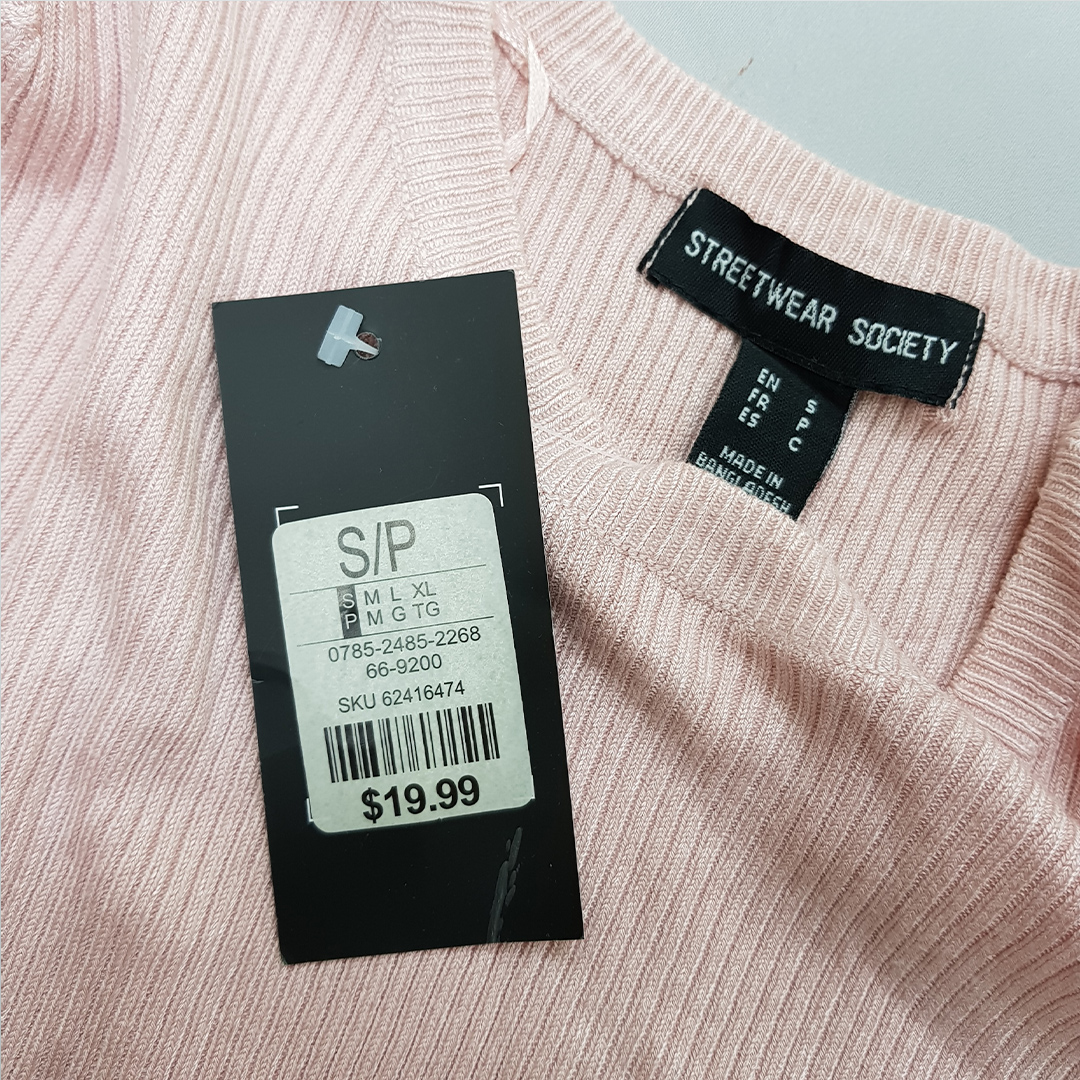 STREETWEAR SOCIETY
EN S
FR P
ES C
MADE IN
BANGLADESH
S/P
S M L XL
P M G TG
0785-2485-2268
66-9200
SKU 62416474
$19.99